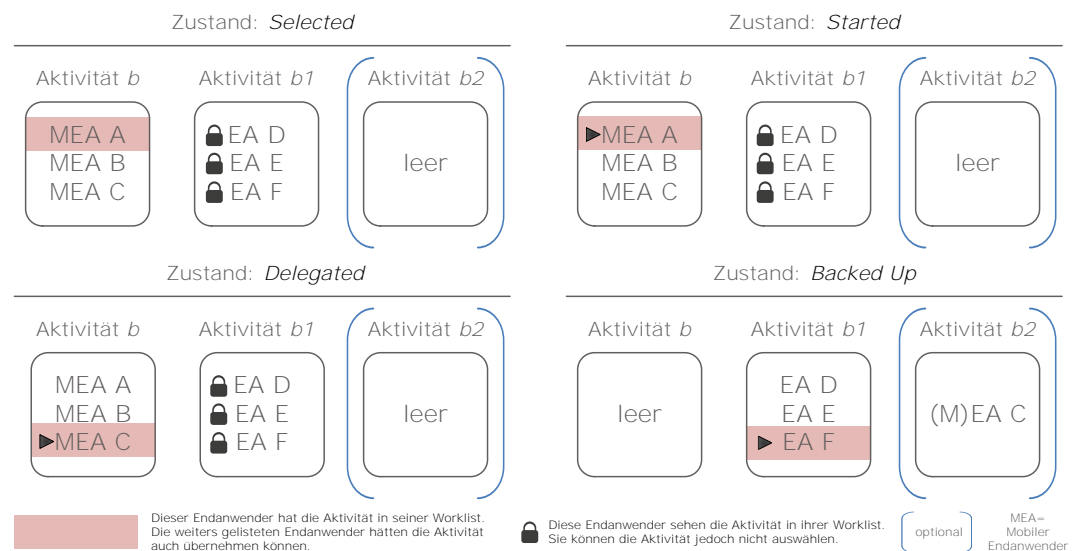 Zustand: Selected
Aktivität b
Aktivität b1
Aktivität b2
MEA A
MEA B
MEA C
EA D
EA E
EA F
leer
Zustand: Started
Aktivität b
Aktivität b1
Aktivität b2
MEA A
MEA B
MEA C
EA D
EA E
EA F
leer
Zustand: Delegated
Aktivität b
Aktivität b1
Aktivität b2
MEA A
MEA B
MEA C
EA D
EA E
EA F
leer
Zustand: Backed Up
Aktivität b
Aktivität b1
Aktivität b2
leer
EA D
EA E
EA F
(M)EA C
Dieser Endanwender hat die Aktivität in seiner Worklist.
Die weiters gelisteten Endanwender hätten die Aktivität
auch übernehmen können.
Diese Endanwender sehen die Aktivität in ihrer Worklist.
Sie können die Aktivität jedoch nicht auswählen.
optional
MEA=
Mobiler
Endanwender